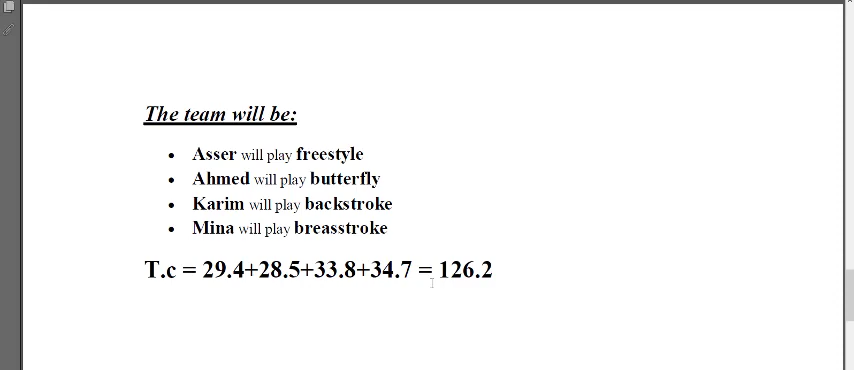 The team will be:
• Asser will play freestyle
• Ahmed will play butterfly
• Karim will play backstroke
• Mina will play breasstroke
T.c = 29.4+28.5+33.8+34.7 = 126.2